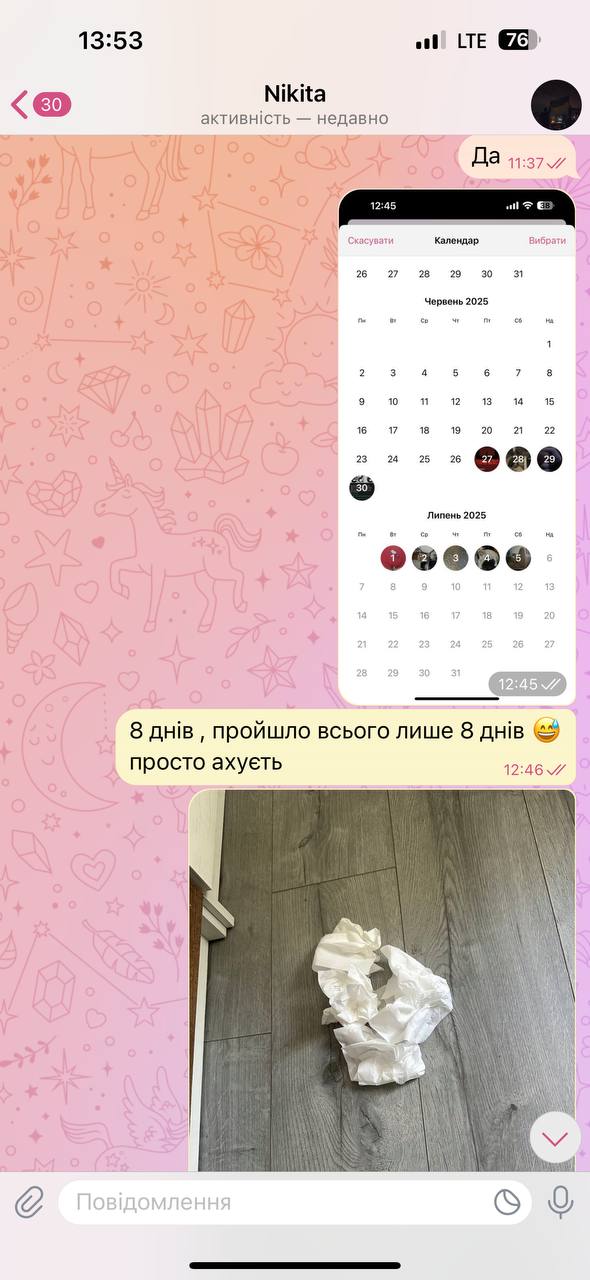 13:53 LTE 76
30 Nikita
активність — недавно
Да 11:37
12:45 38
Скасувати Календар Вибрати
26 27 28 29 30 31
Червень 2025
Пн Вт Ср Чт Пт Сб Нд
1
2 3 4 5 6 7 8
9 10 11 12 13 14 15
16 17 18 19 20 21 22
23 24 25 26 27 28 29
30
Липень 2025
Пн Вт Ср Чт Пт Сб Нд
1 2 3 4 5 6
7 8 9 10 11 12 13
14 15 16 17 18 19 20
21 22 23 24 25 26 27
28 29 30 31
12:45
8 днів , пройшло всього лише 8 днів 😅
просто ахуєть 12:46
Повідомлення